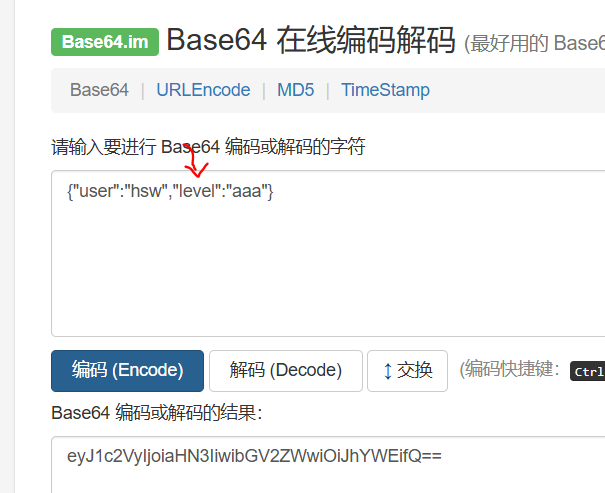 Base64.im Base64 在线编码解码 (最好用的 Base6
Base64 | URLEncode | MD5 | TimeStamp
请输入要进行 Base64 编码或解码的字符
{"user":"hsw","level":"aaa"}
编码 (Encode) 解码 (Decode) ↕ 交换 (编码快捷键： Ctrl
Base64 编码或解码的结果：
eyJ1c2VyIjoiaHN3IiwibGV2ZWwiOiJhYWEifQ==